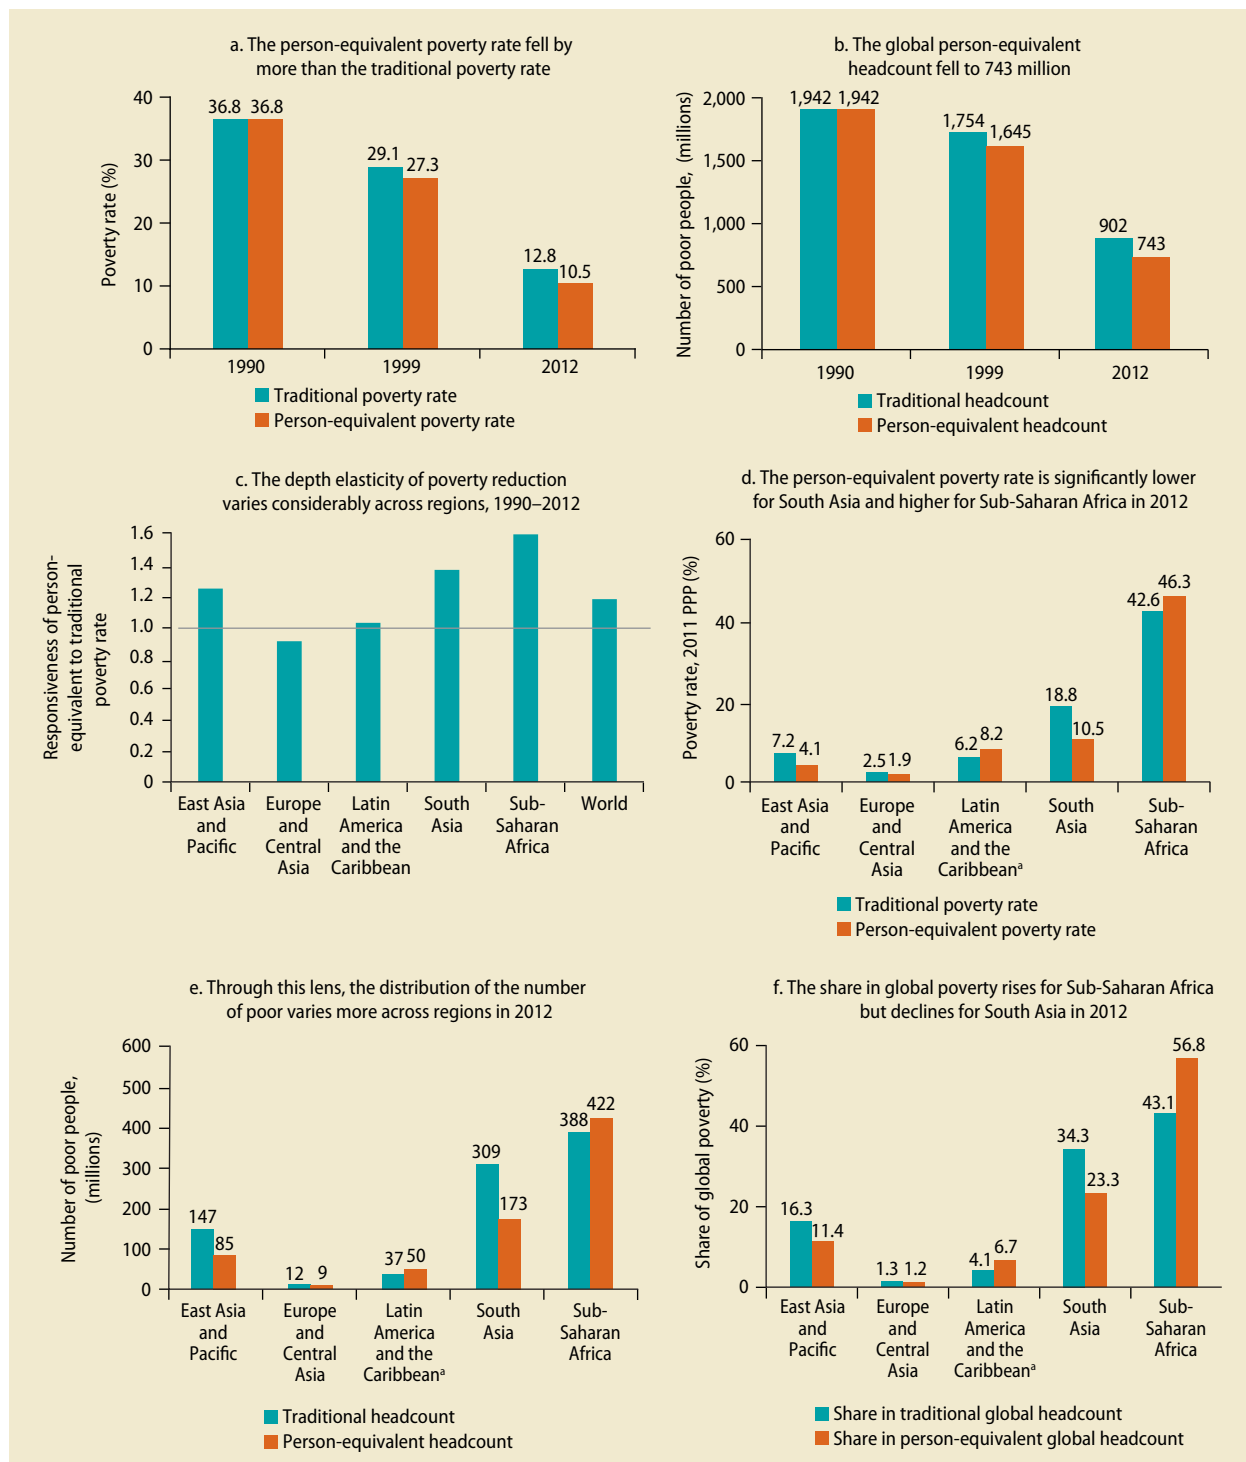 a. The person-equivalent poverty rate fell by
more than the traditional poverty rate
Poverty rate (%)
40
30
20
10
0
36.8 36.8
29.1
27.3
12.8
10.5
1990
1999
2012
Traditional poverty rate
Person-equivalent poverty rate
b. The global person-equivalent
headcount fell to 743 million
Number of poor people, (millions)
2,000
1,500
1,000
500
0
1,942 1,942
1,754
1,645
902
743
1990
1999
2012
Traditional headcount
Person-equivalent headcount
c. The depth elasticity of poverty reduction
varies considerably across regions, 1990–2012
Responsiveness of person-
equivalent to traditional
poverty rate
1.6
1.4
1.2
1.0
0.8
0.6
0.4
0.2
0
East Asia
and
Pacific
Europe
and
Central
Asia
Latin
America
and the
Caribbean
South
Asia
Sub-
Saharan
Africa
World
d. The person-equivalent poverty rate is significantly lower
for South Asia and higher for Sub-Saharan Africa in 2012
Poverty rate, 2011 PPP (%)
60
40
20
0
7.2
4.1
2.5
1.9
6.2
8.2
18.8
10.5
42.6
46.3
East Asia
and
Pacific
Europe
and
Central
Asia
Latin
America
and the
Caribbeanᵃ
South
Asia
Sub-
Saharan
Africa
Traditional poverty rate
Person-equivalent poverty rate
e. Through this lens, the distribution of the number
of poor varies more across regions in 2012
Number of poor people,
(millions)
600
500
400
300
200
100
0
147
85
12
9
37
50
309
173
388
422
East Asia
and
Pacific
Europe
and
Central
Asia
Latin
America
and the
Caribbeanᵃ
South
Asia
Sub-
Saharan
Africa
Traditional headcount
Person-equivalent headcount
f. The share in global poverty rises for Sub-Saharan Africa
but declines for South Asia in 2012
Share of global poverty (%)
60
40
20
0
16.3
11.4
1.3
1.2
4.1
6.7
34.3
23.3
43.1
56.8
East Asia
and
Pacific
Europe
and
Central
Asia
Latin
America
and the
Caribbeanᵃ
South
Asia
Sub-
Saharan
Africa
Share in traditional global headcount
Share in person-equivalent global headcount